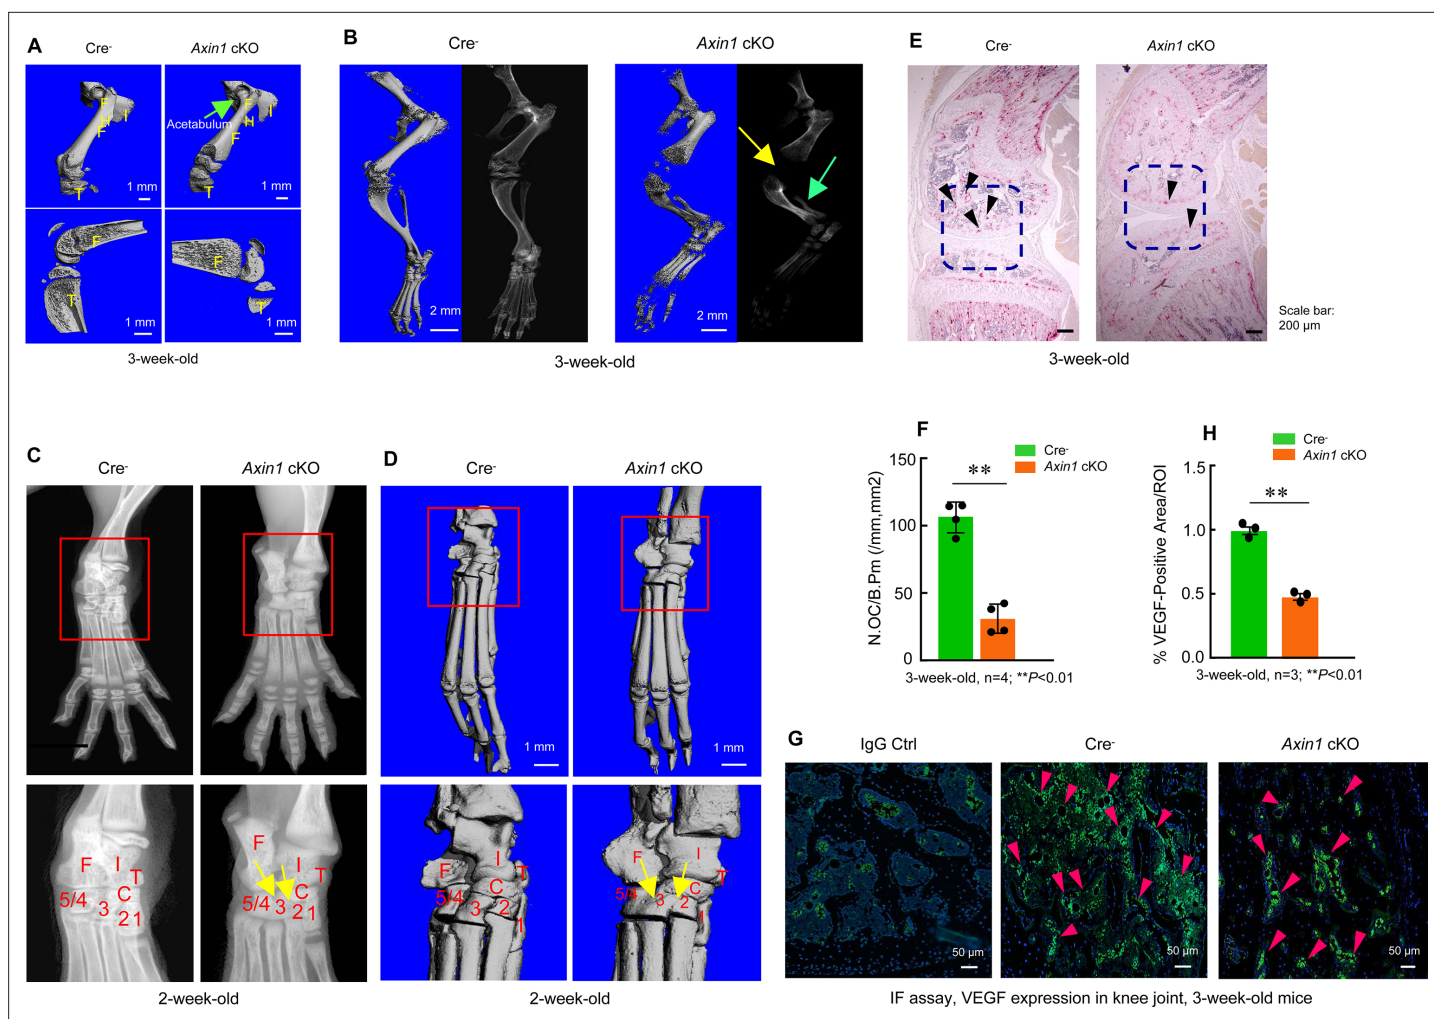 A
Cre-
Axin1 cKO
F
H
F
I
T
1 mm
Acetabulum
F
H
F
I
T
1 mm
F
T
1 mm
F
T
1 mm
3-week-old
B
Cre-
Axin1 cKO
2 mm
2 mm
3-week-old
E
Cre-
Axin1 cKO
Scale bar:
200 µm
3-week-old
C
Cre-
Axin1 cKO
F
I
T
5/4
C
3
2
1
F
I
T
5/4
3
C
2
1
2-week-old
D
Cre-
Axin1 cKO
1 mm
1 mm
F
I
T
5/4
C
3
2
1
F
I
T
5/4
C
3
2
1
2-week-old
F
Cre-
Axin1 cKO
N.OC/B.Pm (/mm,mm2)
150
100
50
0
**
3-week-old, n=4; **P<0.01
H
Cre-
Axin1 cKO
% VEGF-Positive Area/ROI
1.5
1.0
0.5
0.0
**
3-week-old, n=3; **P<0.01
G
IgG Ctrl
Cre-
Axin1 cKO
50 µm
50 µm
50 µm
IF assay, VEGF expression in knee joint, 3-week-old mice